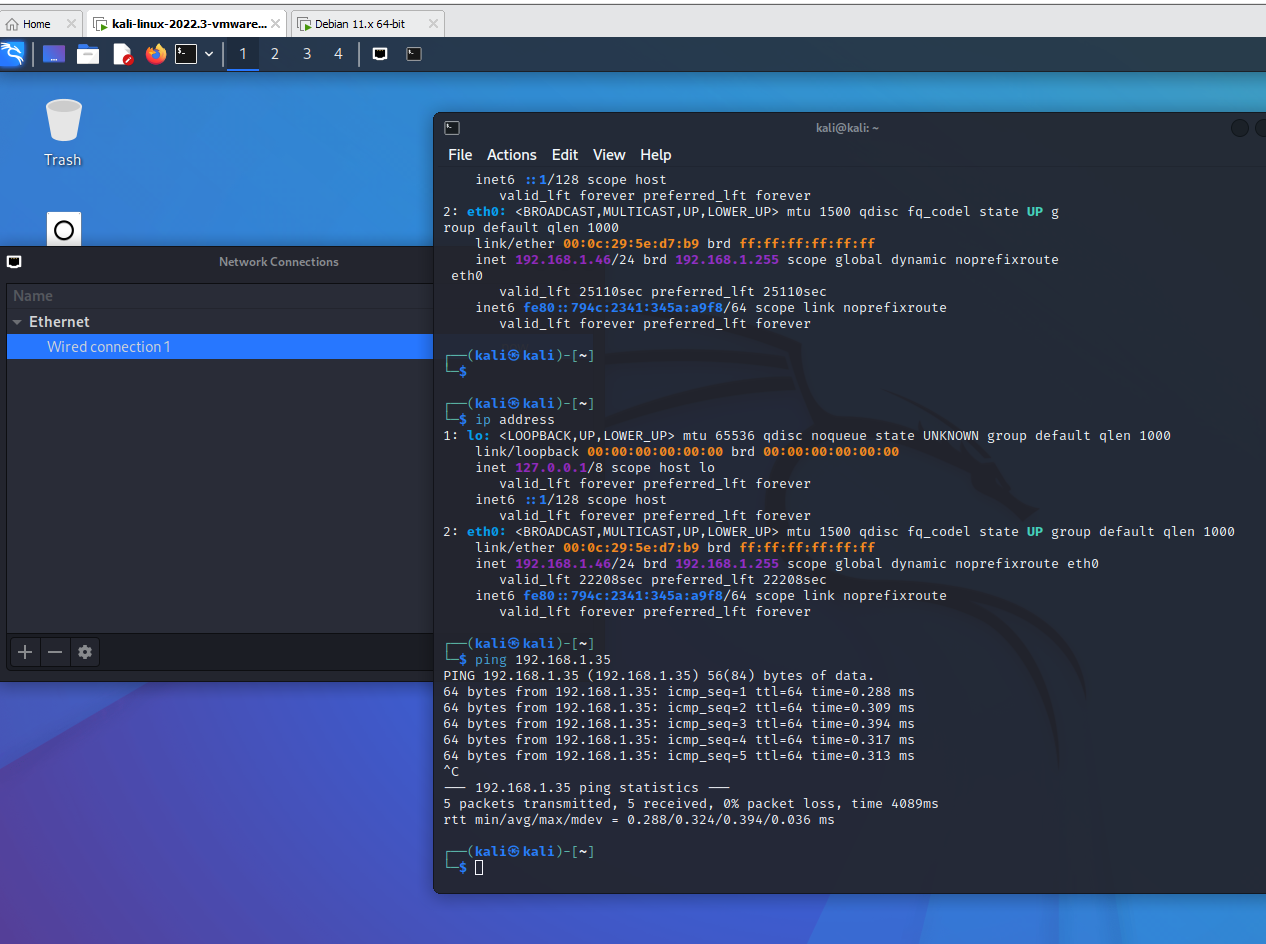 Home
kali-linux-2022.3-vmware...
Debian 11.x 64-bit
1 2 3 4
Trash
Network Connections
Name
Ethernet
Wired connection 1
kali@kali: ~
File Actions Edit View Help
inet6 ::1/128 scope host
valid_lft forever preferred_lft forever
2: eth0: <BROADCAST,MULTICAST,UP,LOWER_UP> mtu 1500 qdisc fq_codel state UP g
roup default qlen 1000
link/ether 00:0c:29:5e:d7:b9 brd ff:ff:ff:ff:ff:ff
inet 192.168.1.46/24 brd 192.168.1.255 scope global dynamic noprefixroute
eth0
valid_lft 25110sec preferred_lft 25110sec
inet6 fe80::794c:2341:345a:a9f8/64 scope link noprefixroute
valid_lft forever preferred_lft forever
┌──(kali㉿kali)-[~]
└─$
┌──(kali㉿kali)-[~]
└─$ ip address
1: lo: <LOOPBACK,UP,LOWER_UP> mtu 65536 qdisc noqueue state UNKNOWN group default qlen 1000
link/loopback 00:00:00:00:00:00 brd 00:00:00:00:00:00
inet 127.0.0.1/8 scope host lo
valid_lft forever preferred_lft forever
inet6 ::1/128 scope host
valid_lft forever preferred_lft forever
2: eth0: <BROADCAST,MULTICAST,UP,LOWER_UP> mtu 1500 qdisc fq_codel state UP group default qlen 1000
link/ether 00:0c:29:5e:d7:b9 brd ff:ff:ff:ff:ff:ff
inet 192.168.1.46/24 brd 192.168.1.255 scope global dynamic noprefixroute eth0
valid_lft 22208sec preferred_lft 22208sec
inet6 fe80::794c:2341:345a:a9f8/64 scope link noprefixroute
valid_lft forever preferred_lft forever
┌──(kali㉿kali)-[~]
└─$ ping 192.168.1.35
PING 192.168.1.35 (192.168.1.35) 56(84) bytes of data.
64 bytes from 192.168.1.35: icmp_seq=1 ttl=64 time=0.288 ms
64 bytes from 192.168.1.35: icmp_seq=2 ttl=64 time=0.309 ms
64 bytes from 192.168.1.35: icmp_seq=3 ttl=64 time=0.394 ms
64 bytes from 192.168.1.35: icmp_seq=4 ttl=64 time=0.317 ms
64 bytes from 192.168.1.35: icmp_seq=5 ttl=64 time=0.313 ms
^C
--- 192.168.1.35 ping statistics ---
5 packets transmitted, 5 received, 0% packet loss, time 4089ms
rtt min/avg/max/mdev = 0.288/0.324/0.394/0.036 ms
┌──(kali㉿kali)-[~]
└─$